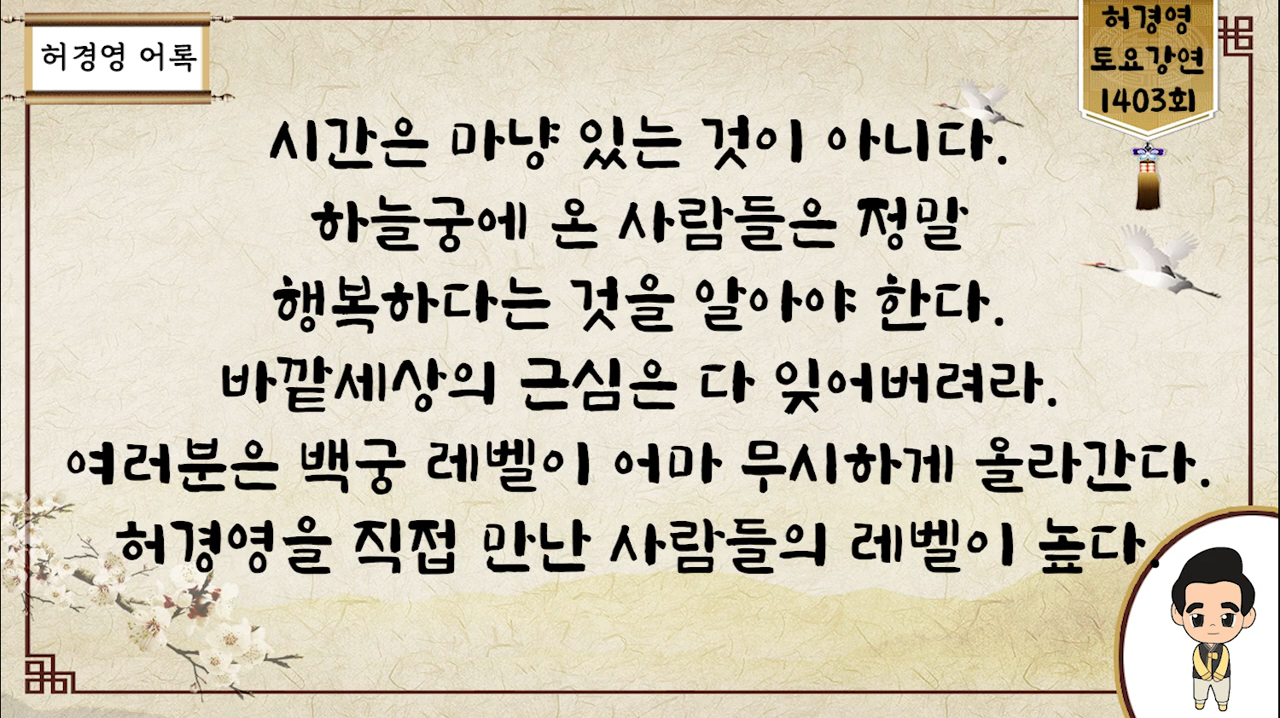 허경영 어록
허경영
토요강연
1403회
시간은 마냥 있는 것이 아니다.
하늘궁에 온 사람들은 정말
행복하다는 것을 알아야 한다.
바깥세상의 근심은 다 잊어버려라.
여러분은 백궁 레벨이 어마 무시하게 올라간다.
허경영을 직접 만난 사람들의 레벨이 높다.